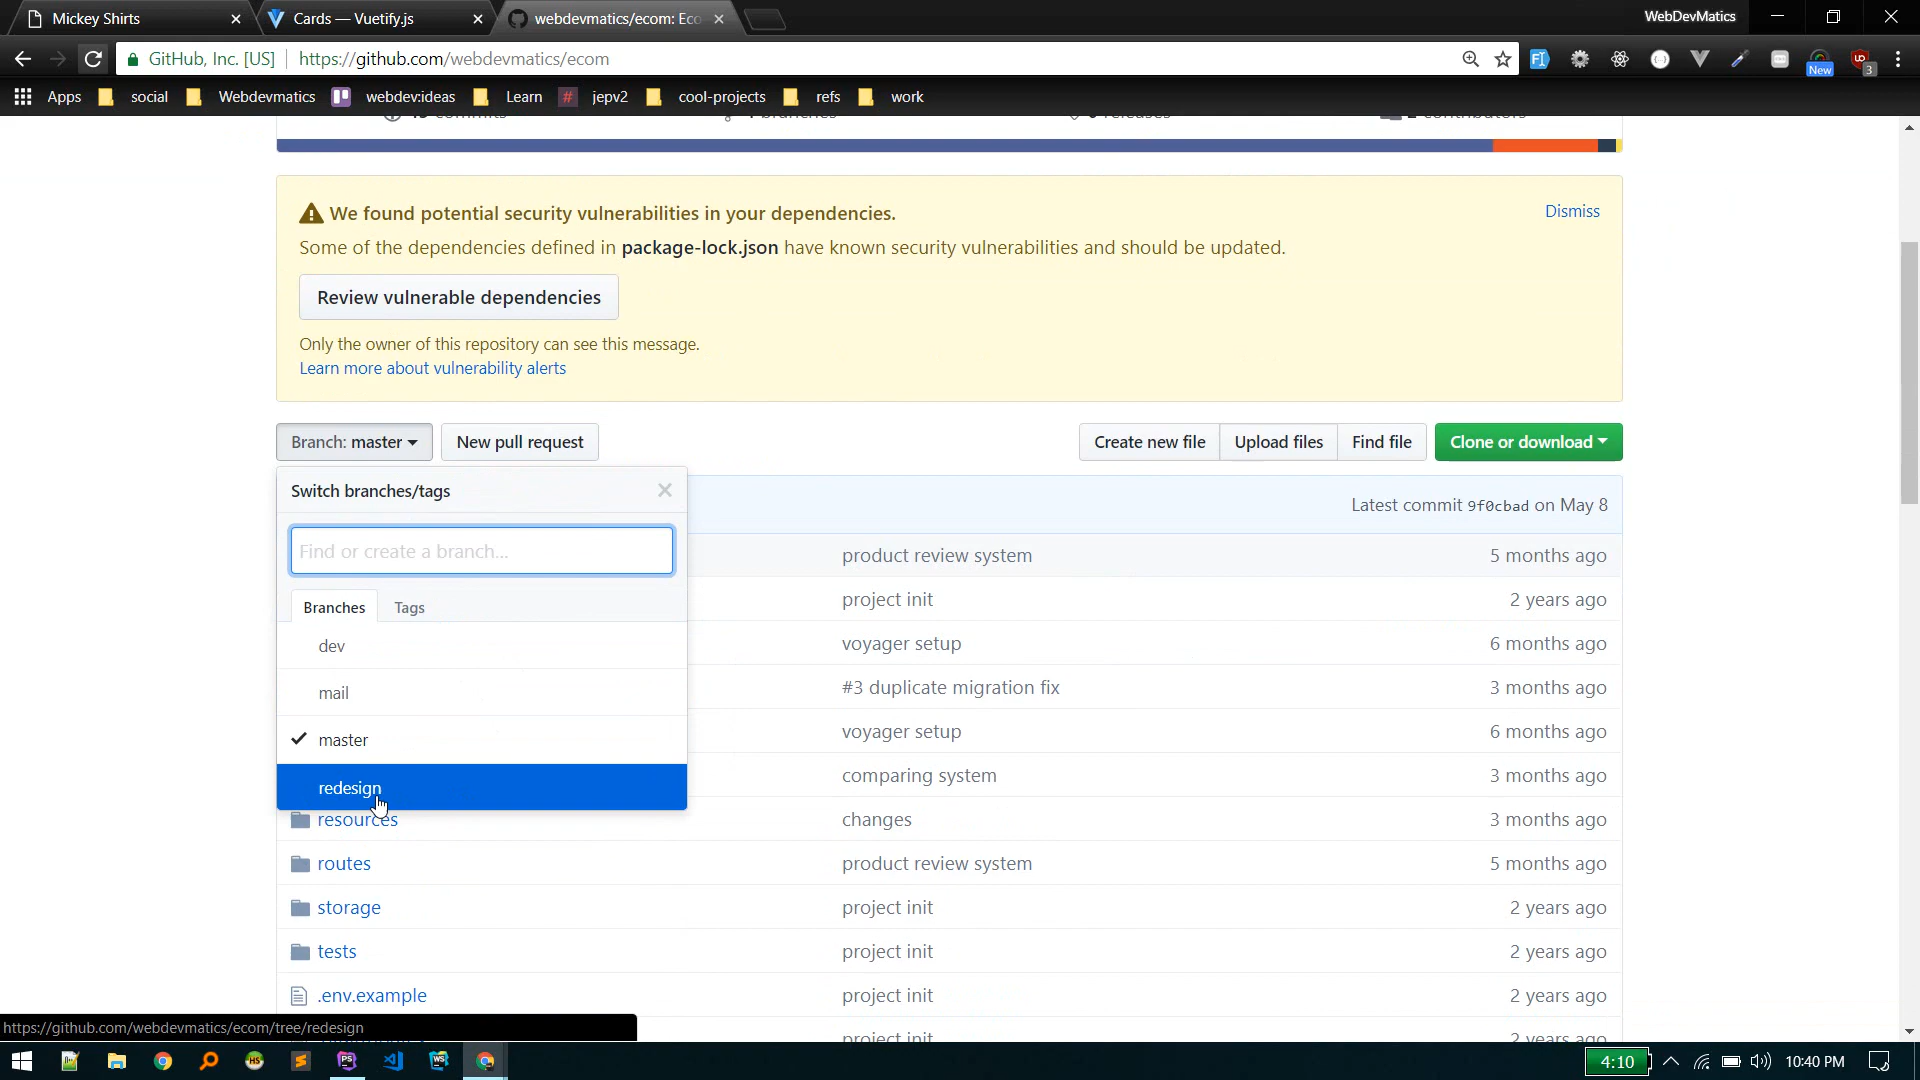 Mickey Shirts
Cards — Vuetify.js
webdevmatics/ecom: Eco
WebDevMatics
GitHub, Inc. [US]
https://github.com/webdevmatics/ecom
New
3
Apps
social
Webdevmatics
webdev:ideas
Learn
jepv2
cool-projects
refs
work
We found potential security vulnerabilities in your dependencies.
Dismiss
Some of the dependencies defined in package-lock.json have known security vulnerabilities and should be updated.
Review vulnerable dependencies
Only the owner of this repository can see this message.
Learn more about vulnerability alerts
Branch: master
New pull request
Create new file
Upload files
Find file
Clone or download
Switch branches/tags
Find or create a branch...
Branches
Tags
dev
mail
master
redesign
Latest commit 9f0cbad on May 8
product review system
5 months ago
project init
2 years ago
voyager setup
6 months ago
#3 duplicate migration fix
3 months ago
voyager setup
6 months ago
comparing system
3 months ago
resources
changes
3 months ago
routes
product review system
5 months ago
storage
project init
2 years ago
tests
project init
2 years ago
.env.example
project init
2 years ago
https://github.com/webdevmatics/ecom/tree/redesign
4:10
10:40 PM